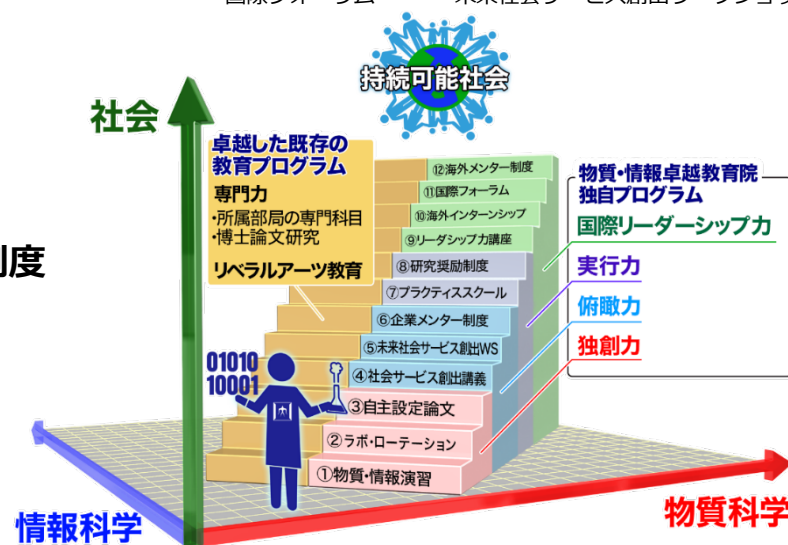 持続可能社会
社会
卓越した既存の
教育プログラム
専門力
・所属部局の専門科目
・博士論文研究
リベラルアーツ教育
⑫海外メンター制度
⑪国際フォーラム
⑩海外インターンシップ
⑨リーダシップ力講座
⑧研究奨励制度
⑦プラクティススクール
⑥企業メンター制度
⑤未来社会サービス創出WS
④社会サービス創出講義
③自主設定論文
②ラボ・ローテーション
①物質・情報演習
物質・情報卓越教育院
独自プログラム
国際リーダーシップ力
実行力
俯瞰力
独創力
制度
01010
10001
情報科学
物質科学